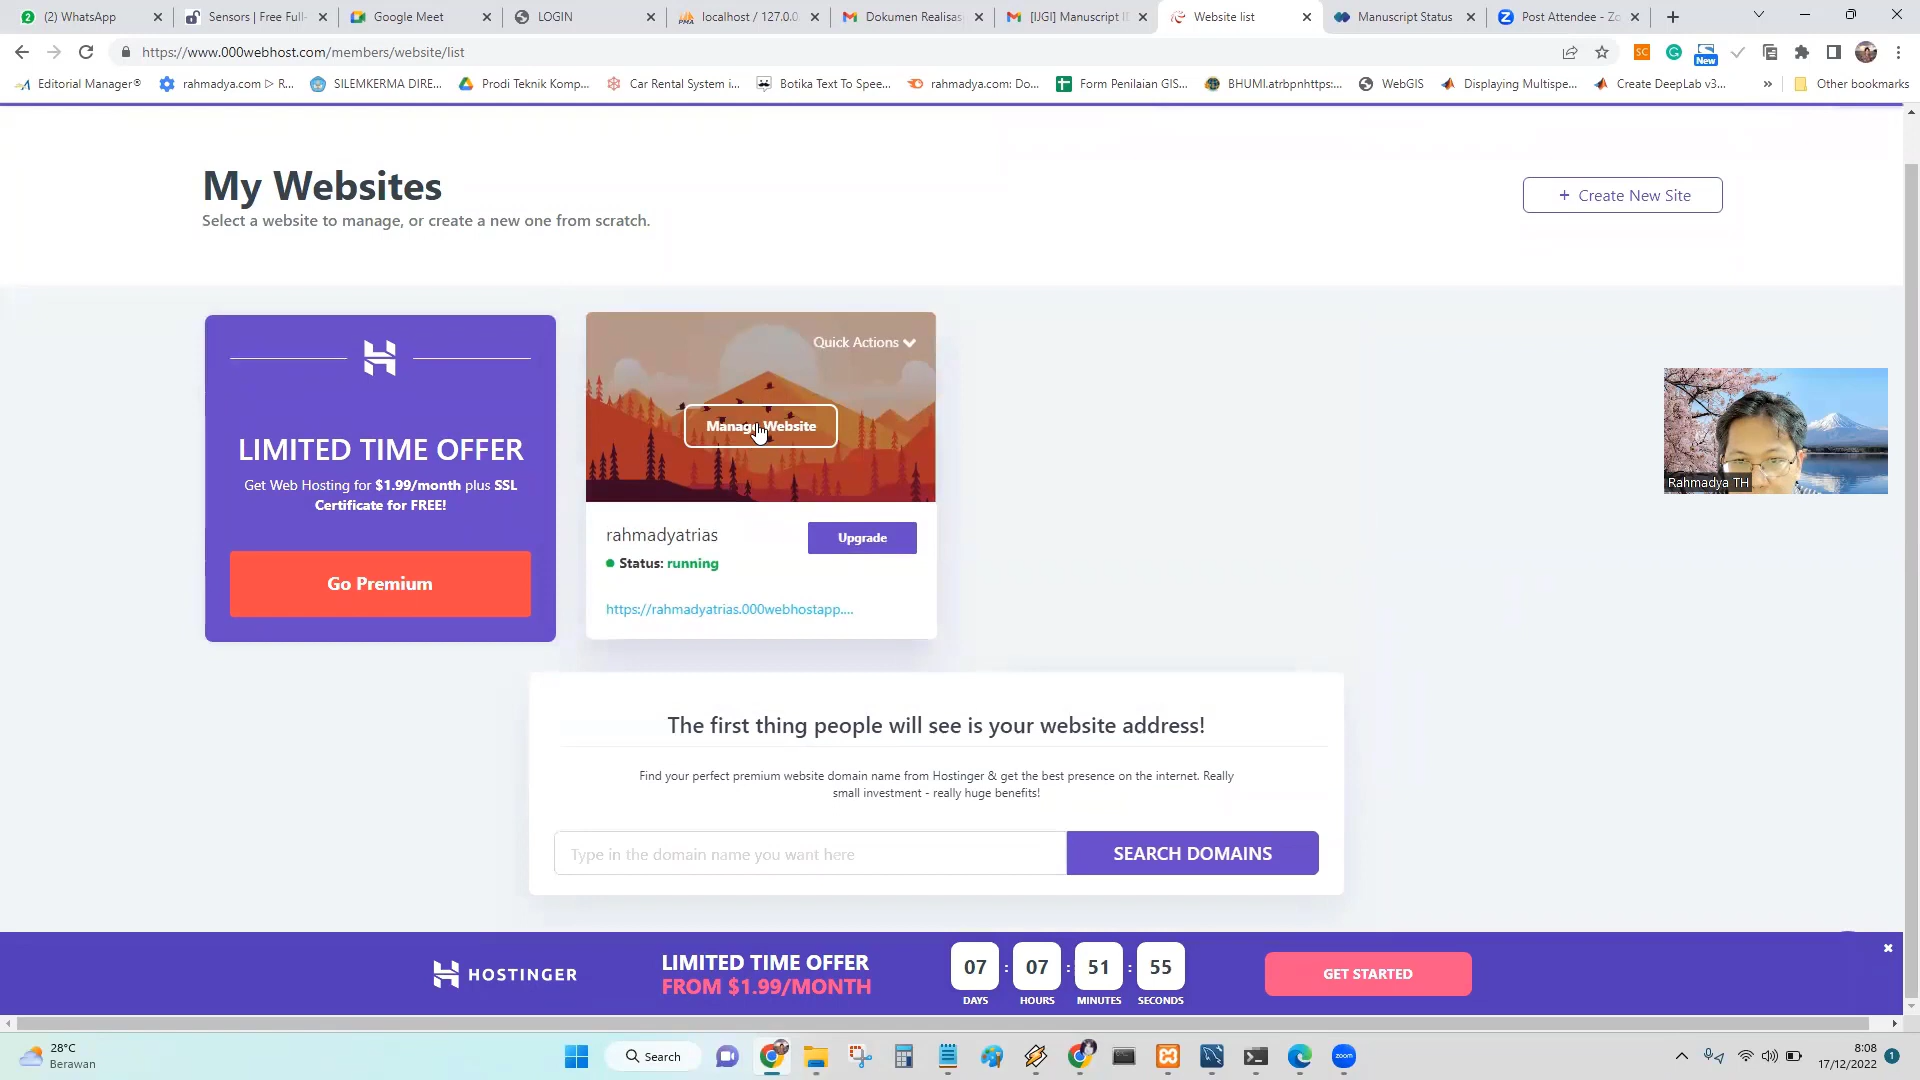 (2) WhatsApp
Sensors | Free Full-
Google Meet
LOGIN
localhost / 127.0.0
Dokumen Realisas
[IJGI] Manuscript I
Website list
Manuscript Status
Post Attendee - Zo
https://www.000webhost.com/members/website/list
New
Editorial Manager®
rahmadya.com ▷ R...
SILEMKERMA DIRE...
Prodi Teknik Komp...
Car Rental System i...
Botika Text To Spee...
rahmadya.com: Do...
Form Penilaian GIS...
BHUMI.atrbpnhttps:...
WebGIS
Displaying Multispe...
Create DeepLab v3...
»
Other bookmarks
My Websites
Select a website to manage, or create a new one from scratch.
+ Create New Site
LIMITED TIME OFFER
Get Web Hosting for $1.99/month plus SSL
Certificate for FREE!
Go Premium
Quick Actions
Manage Website
rahmadyatrias
Upgrade
Status: running
https://rahmadyatrias.000webhostapp....
Rahmadya TH
The first thing people will see is your website address!
Find your perfect premium website domain name from Hostinger & get the best presence on the internet. Really
small investment - really huge benefits!
Type in the domain name you want here
SEARCH DOMAINS
HOSTINGER
LIMITED TIME OFFER
FROM $1.99/MONTH
07 : 07 : 51 : 55
DAYS HOURS MINUTES SECONDS
GET STARTED
28°C
Berawan
Search
zoom
8:08
17/12/2022
1